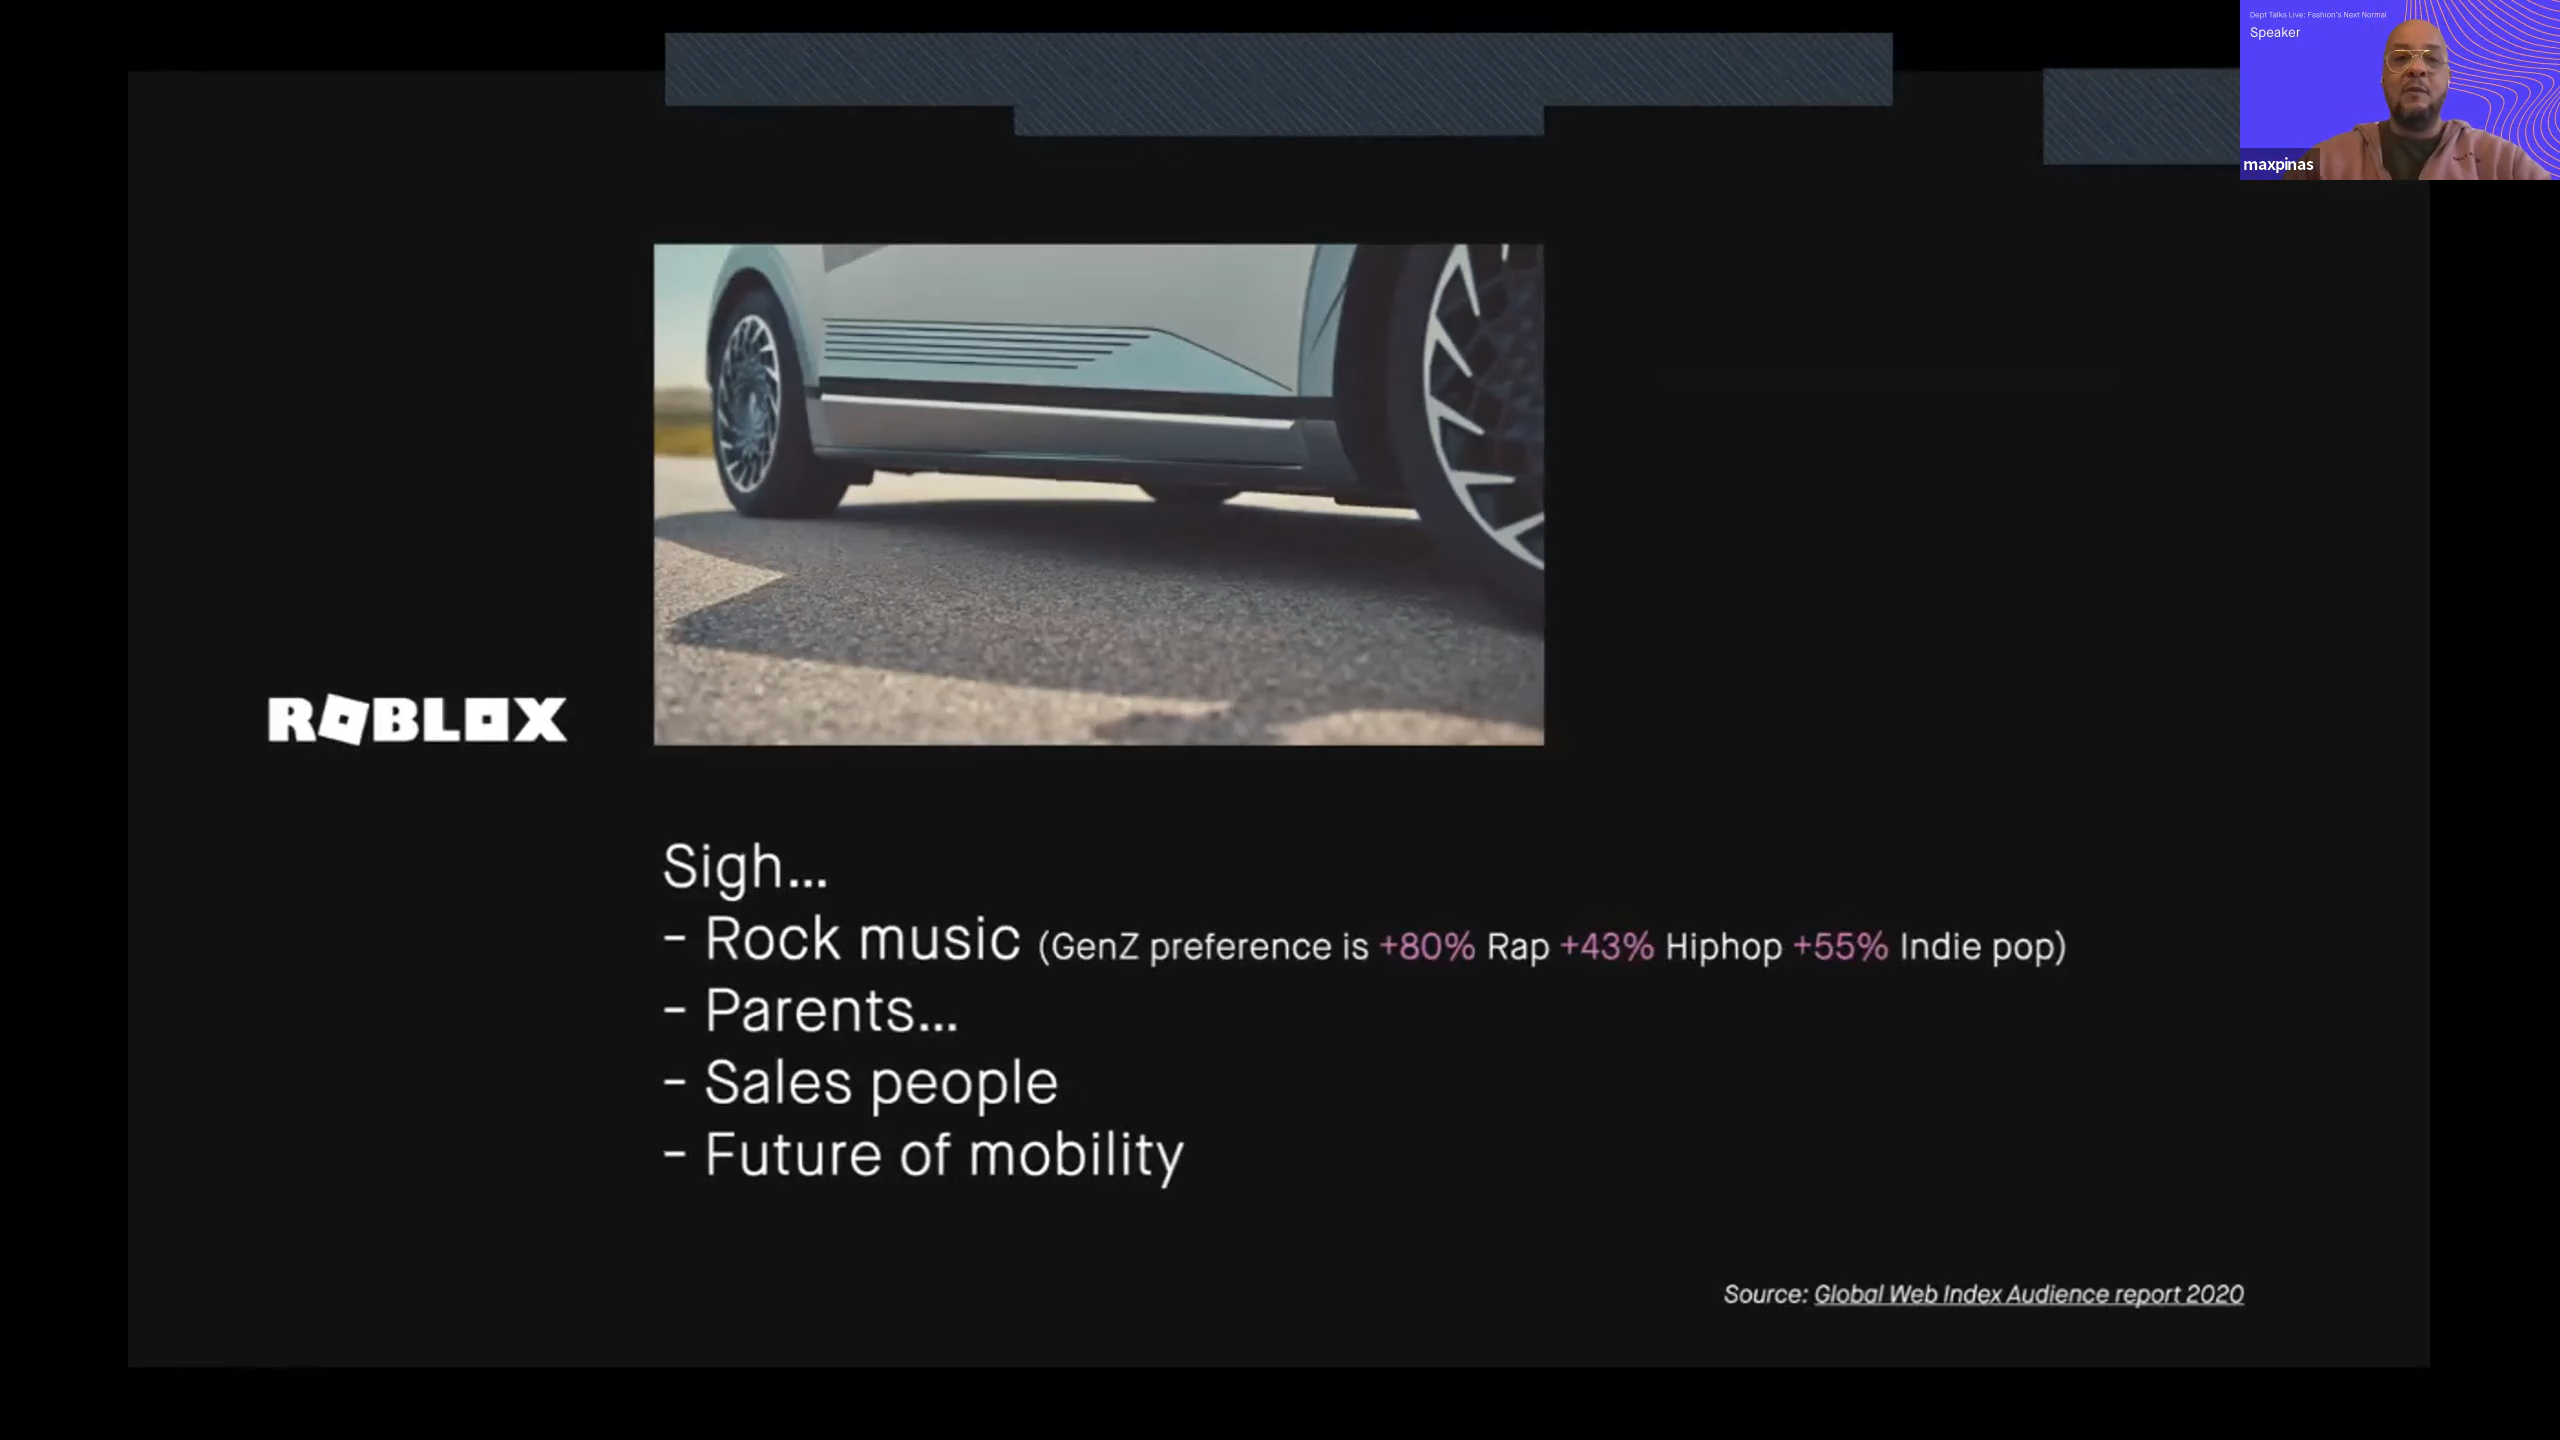 Dept Talks Live: Fashion's Next Normal
Speaker
maxpinas
ROBLOX
Sigh...
- Rock music (GenZ preference is +80% Rap +43% Hiphop +55% Indie pop)
- Parents...
- Sales people
- Future of mobility
Source: Global Web Index Audience report 2020